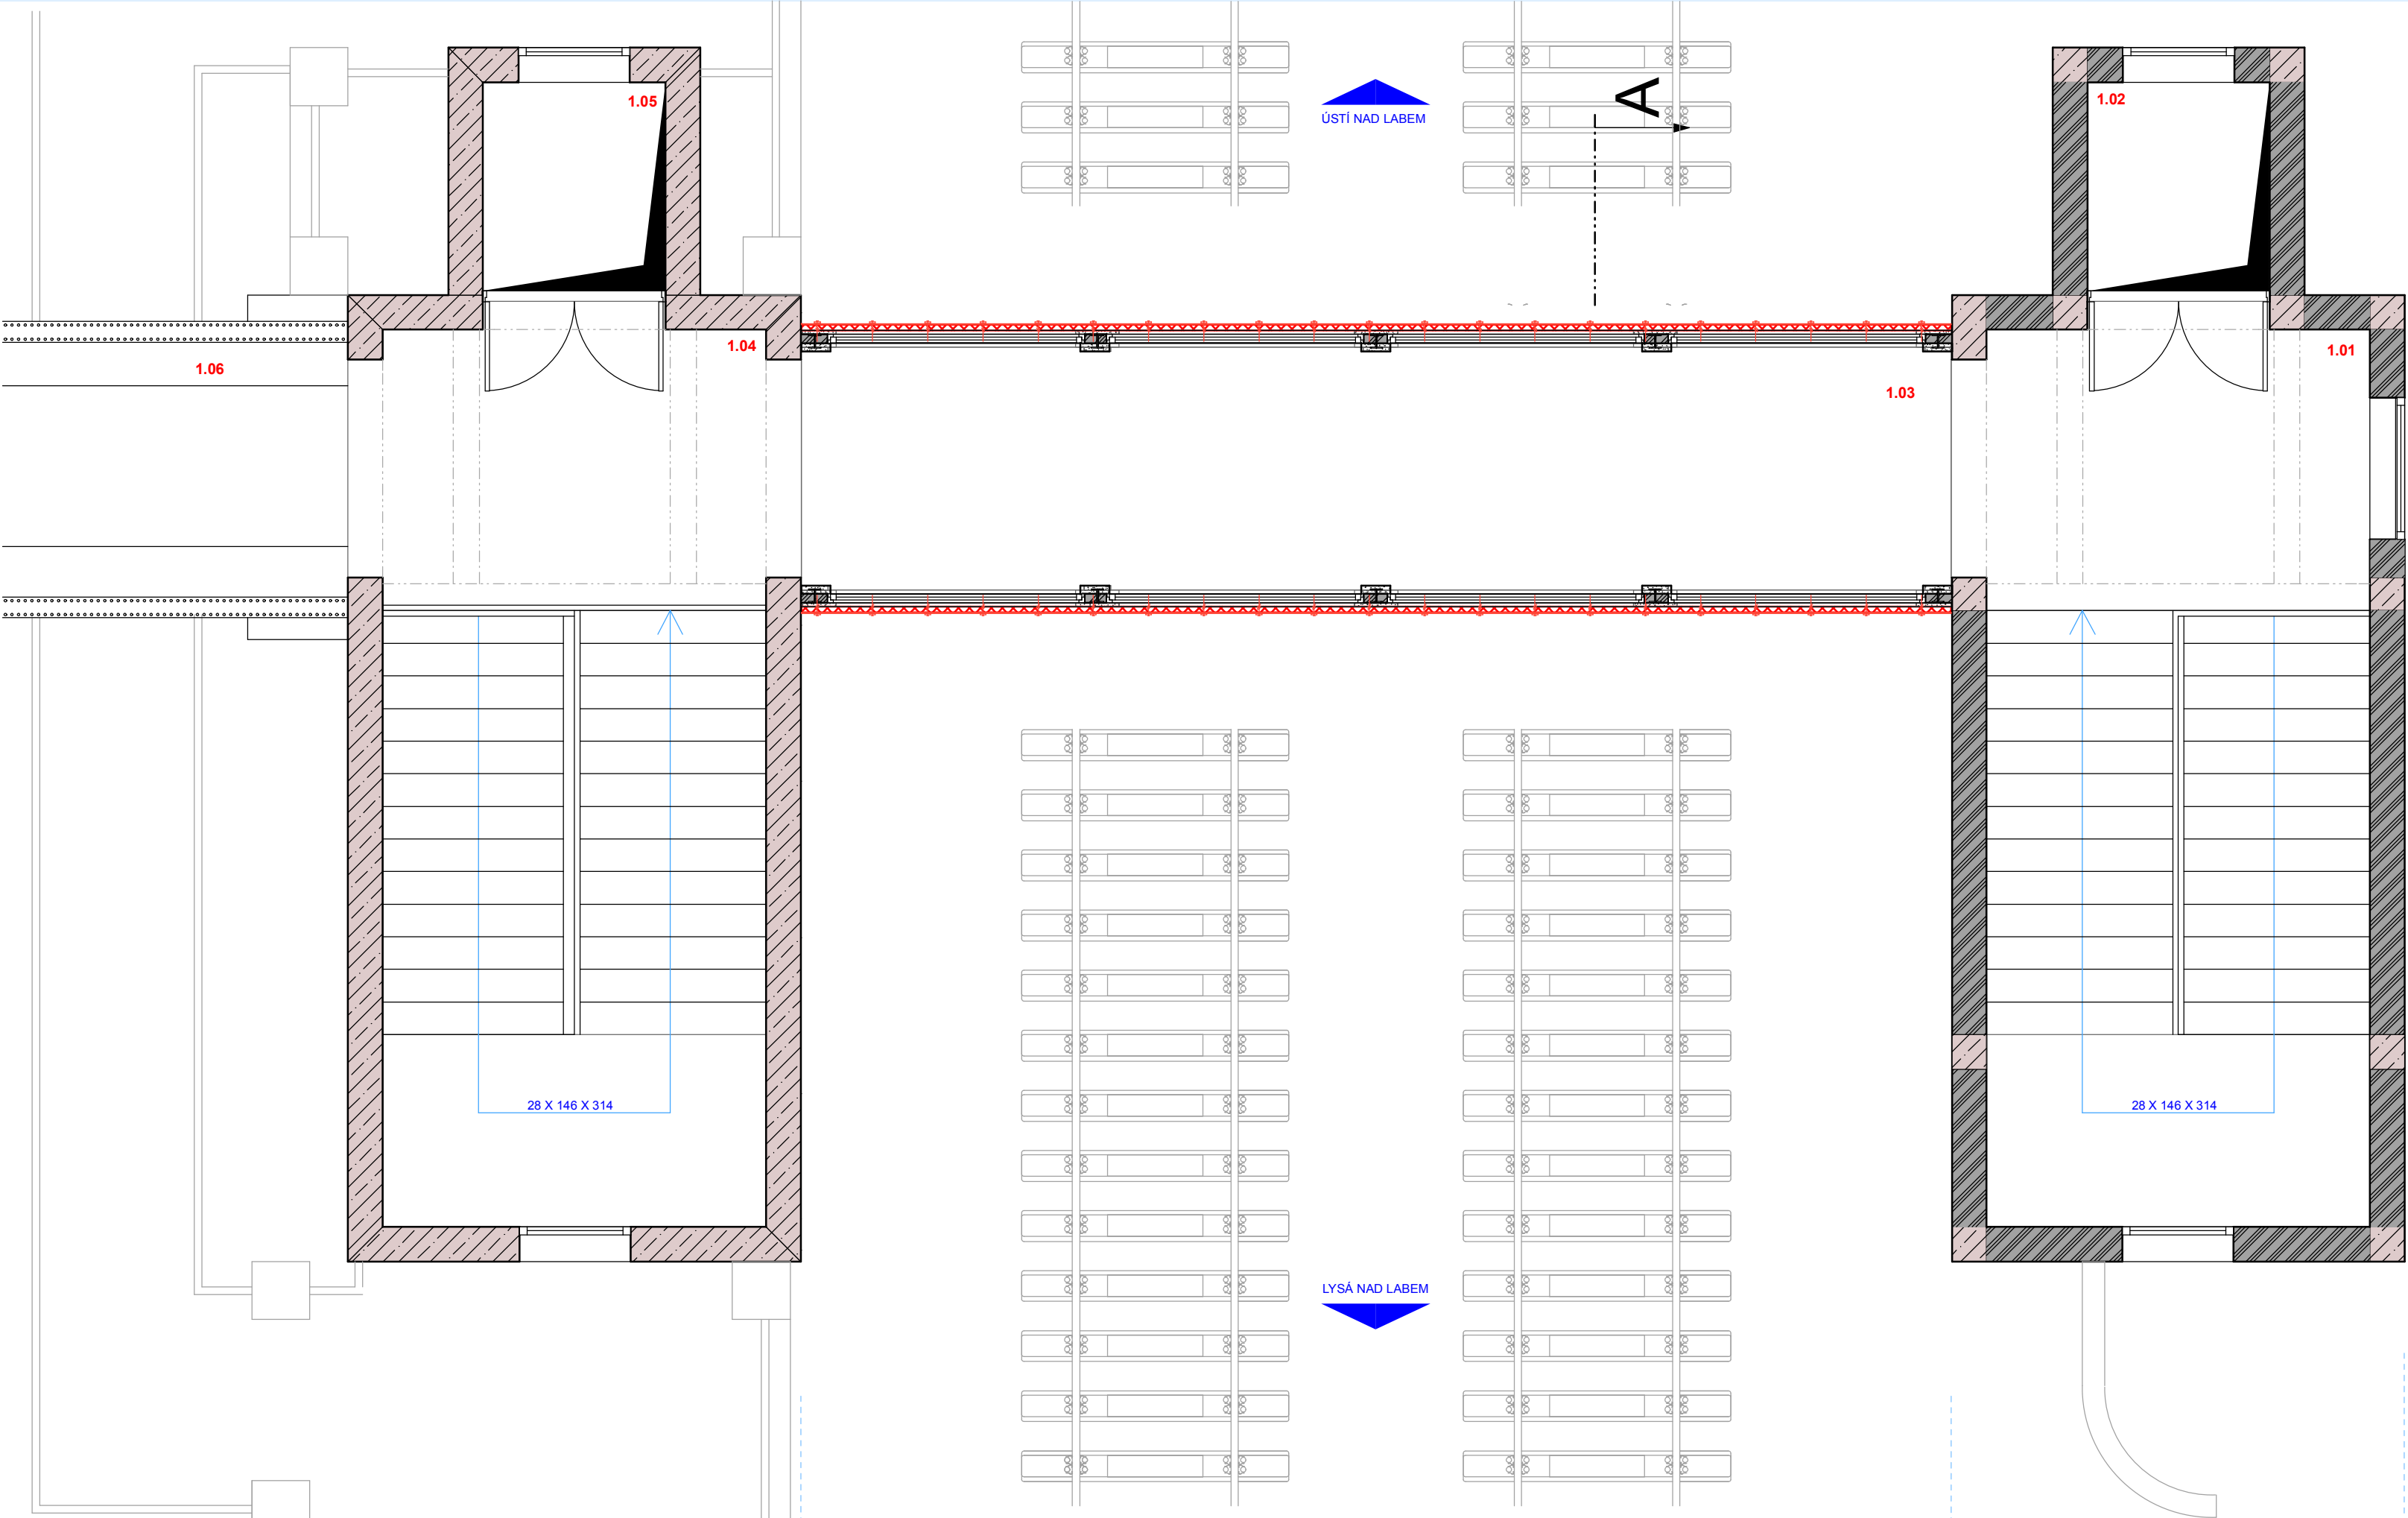 1.05
A
1.02
ÚSTÍ NAD LABEM
1.04
1.01
1.06
1.03
28 X 146 X 314
28 X 146 X 314
LYSÁ NAD LABEM